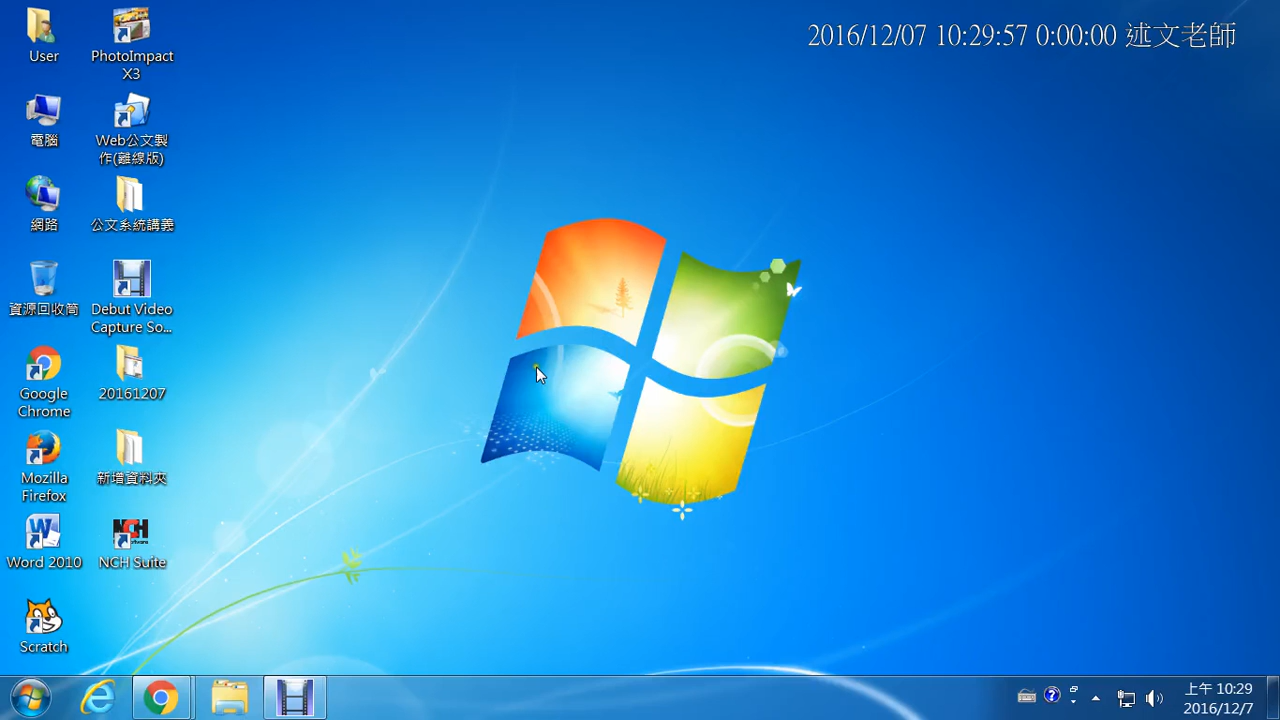 2016/12/07 10:29:57 0:00:00 述文老師
User
電腦
網路
資源回收筒
Google
Chrome
Mozilla
Firefox
Word 2010
Scratch
PhotoImpact
X3
Web公文製
作(離線版)
公文系統講義
Debut Video
Capture So...
20161207
新增資料夾
NCH Suite
上午 10:29
2016/12/7